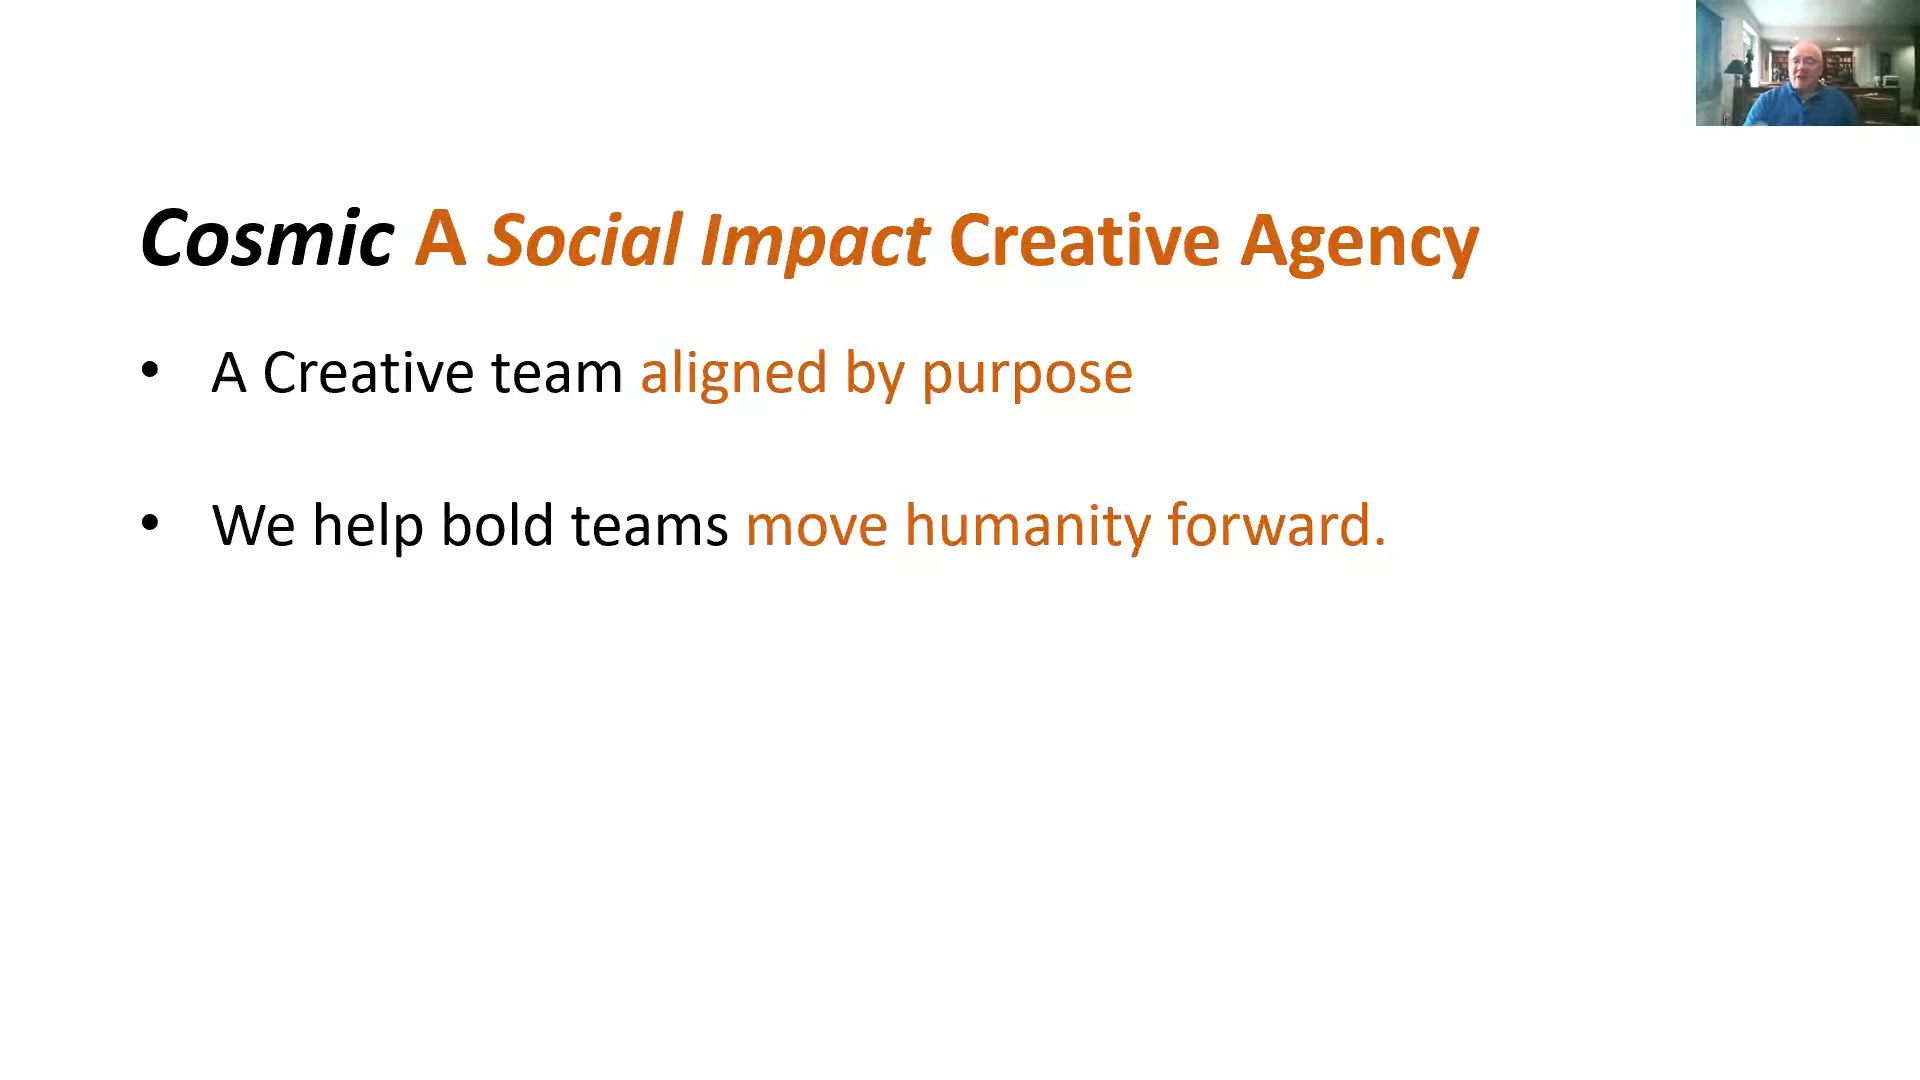 Cosmic A Social Impact Creative Agency
• A Creative team aligned by purpose
• We help bold teams move humanity forward.